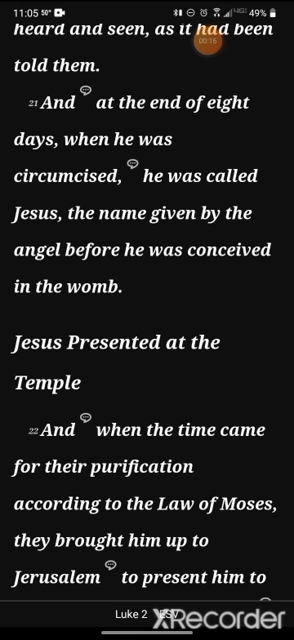 11:05 50° 4G 49%
heard and seen, as it had been
00:16
told them.
21 And at the end of eight
days, when he was
circumcised, he was called
Jesus, the name given by the
angel before he was conceived
in the womb.
Jesus Presented at the
Temple
22 And when the time came
for their purification
according to the Law of Moses,
they brought him up to
Jerusalem to present him to
Luke 2 ESV
XRecorder